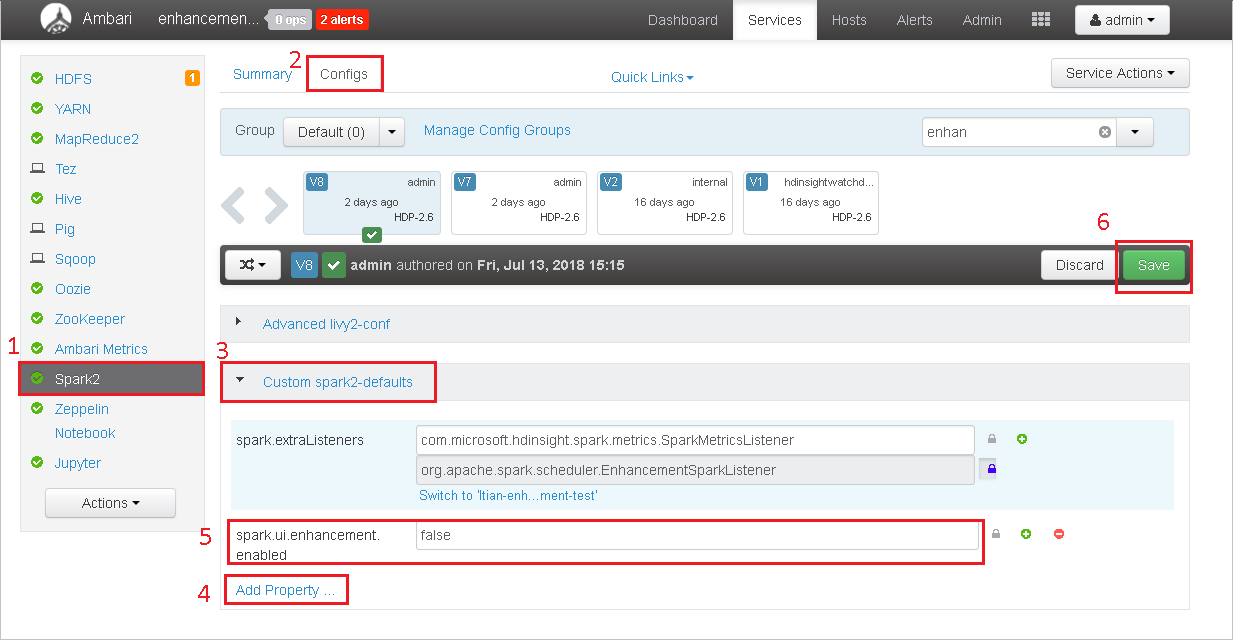 Ambari enhancemen... 0 ops 2 alerts Dashboard Services Hosts Alerts Admin admin
HDFS 1
YARN
MapReduce2
Tez
Hive
Pig
Sqoop
Oozie
ZooKeeper
1 Ambari Metrics
Spark2
Zeppelin
Notebook
Jupyter
Actions
Summary 2 Configs Quick Links Service Actions
Group Default (0) Manage Config Groups enhan
V8 admin
2 days ago
HDP-2.6
V7 admin
2 days ago
HDP-2.6
V2 internal
16 days ago
HDP-2.6
V1 hdinsightwatchd...
16 days ago
HDP-2.6
6
V8 admin authored on Fri, Jul 13, 2018 15:15 Discard Save
Advanced livy2-conf
3
Custom spark2-defaults
spark.extraListeners com.microsoft.hdinsight.spark.metrics.SparkMetricsListener
org.apache.spark.scheduler.EnhancementSparkListener
Switch to 'ltian-enh...ment-test'
5 spark.ui.enhancement. false
enabled
4 Add Property ...